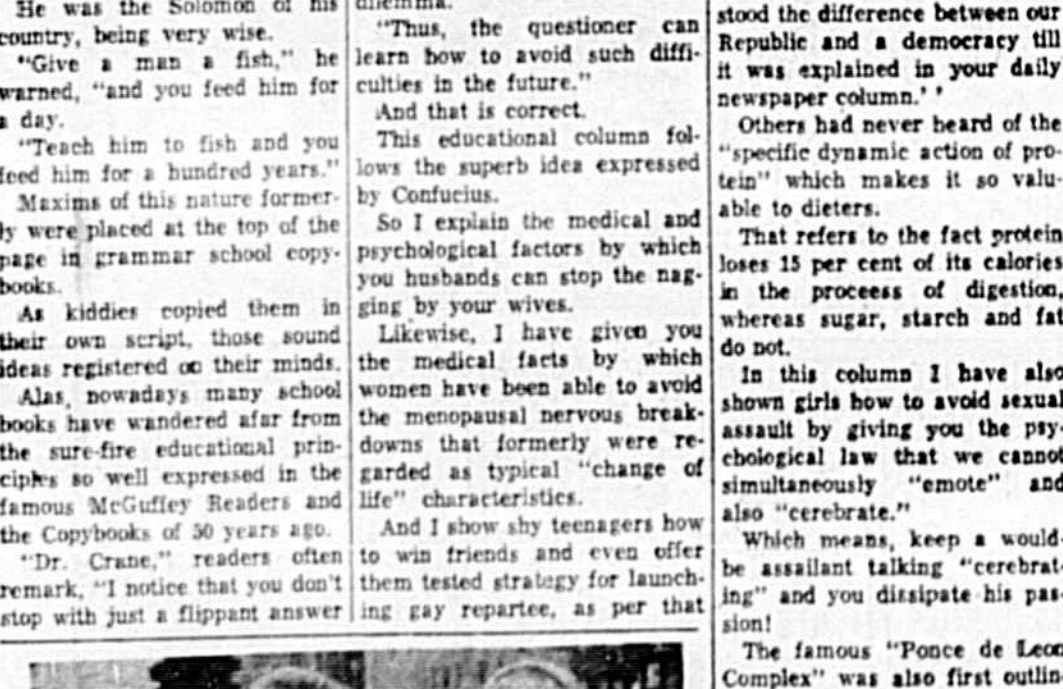 He was the Solomon of his
country, being very wise.
"Give a man a fish," he
warned, "and you feed him for
a day.
"Teach him to fish and you
feed him for a hundred years."
Maxims of this nature former-
ly were placed at the top of the
page in grammar school copy-
books.
As kiddies copied them in
their own script, those sound
ideas registered on their minds.
Alas, nowadays many school
books have wandered afar from
the sure-fire educational prin-
ciples so well expressed in the
famous McGuffey Readers and
the Copybooks of 50 years ago.
"Dr. Crane," readers often
remark, "I notice that you don't
stop with just a flippant answer
dilemma.
"Thus, the questioner can
learn how to avoid such diffi-
culties in the future."
And that is correct.
This educational column fol-
lows the superb idea expressed
by Confucius.
So I explain the medical and
psychological factors by which
you husbands can stop the nag-
ging by your wives.
Likewise, I have given you
the medical facts by which
women have been able to avoid
the menopausal nervous break-
downs that formerly were re-
garded as typical "change of
life" characteristics.
And I show shy teenagers how
to win friends and even offer
them tested strategy for launch-
ing gay repartee, as per that
stood the difference between our
Republic and a democracy till
it was explained in your daily
newspaper column.''
Others had never heard of the
"specific dynamic action of pro-
tein" which makes it so valu-
able to dieters.
That refers to the fact protein
loses 15 per cent of its calories
in the proceess of digestion,
whereas sugar, starch and fat
do not.
In this column I have also
shown girls how to avoid sexual
assault by giving you the psy-
chological law that we cannot
simultaneously "emote" and
also "cerebrate."
Which means, keep a would-
be assailant talking "cerebrat-
ing" and you dissipate his pas-
sion!
The famous "Ponce de Leon
Complex" was also first outlin